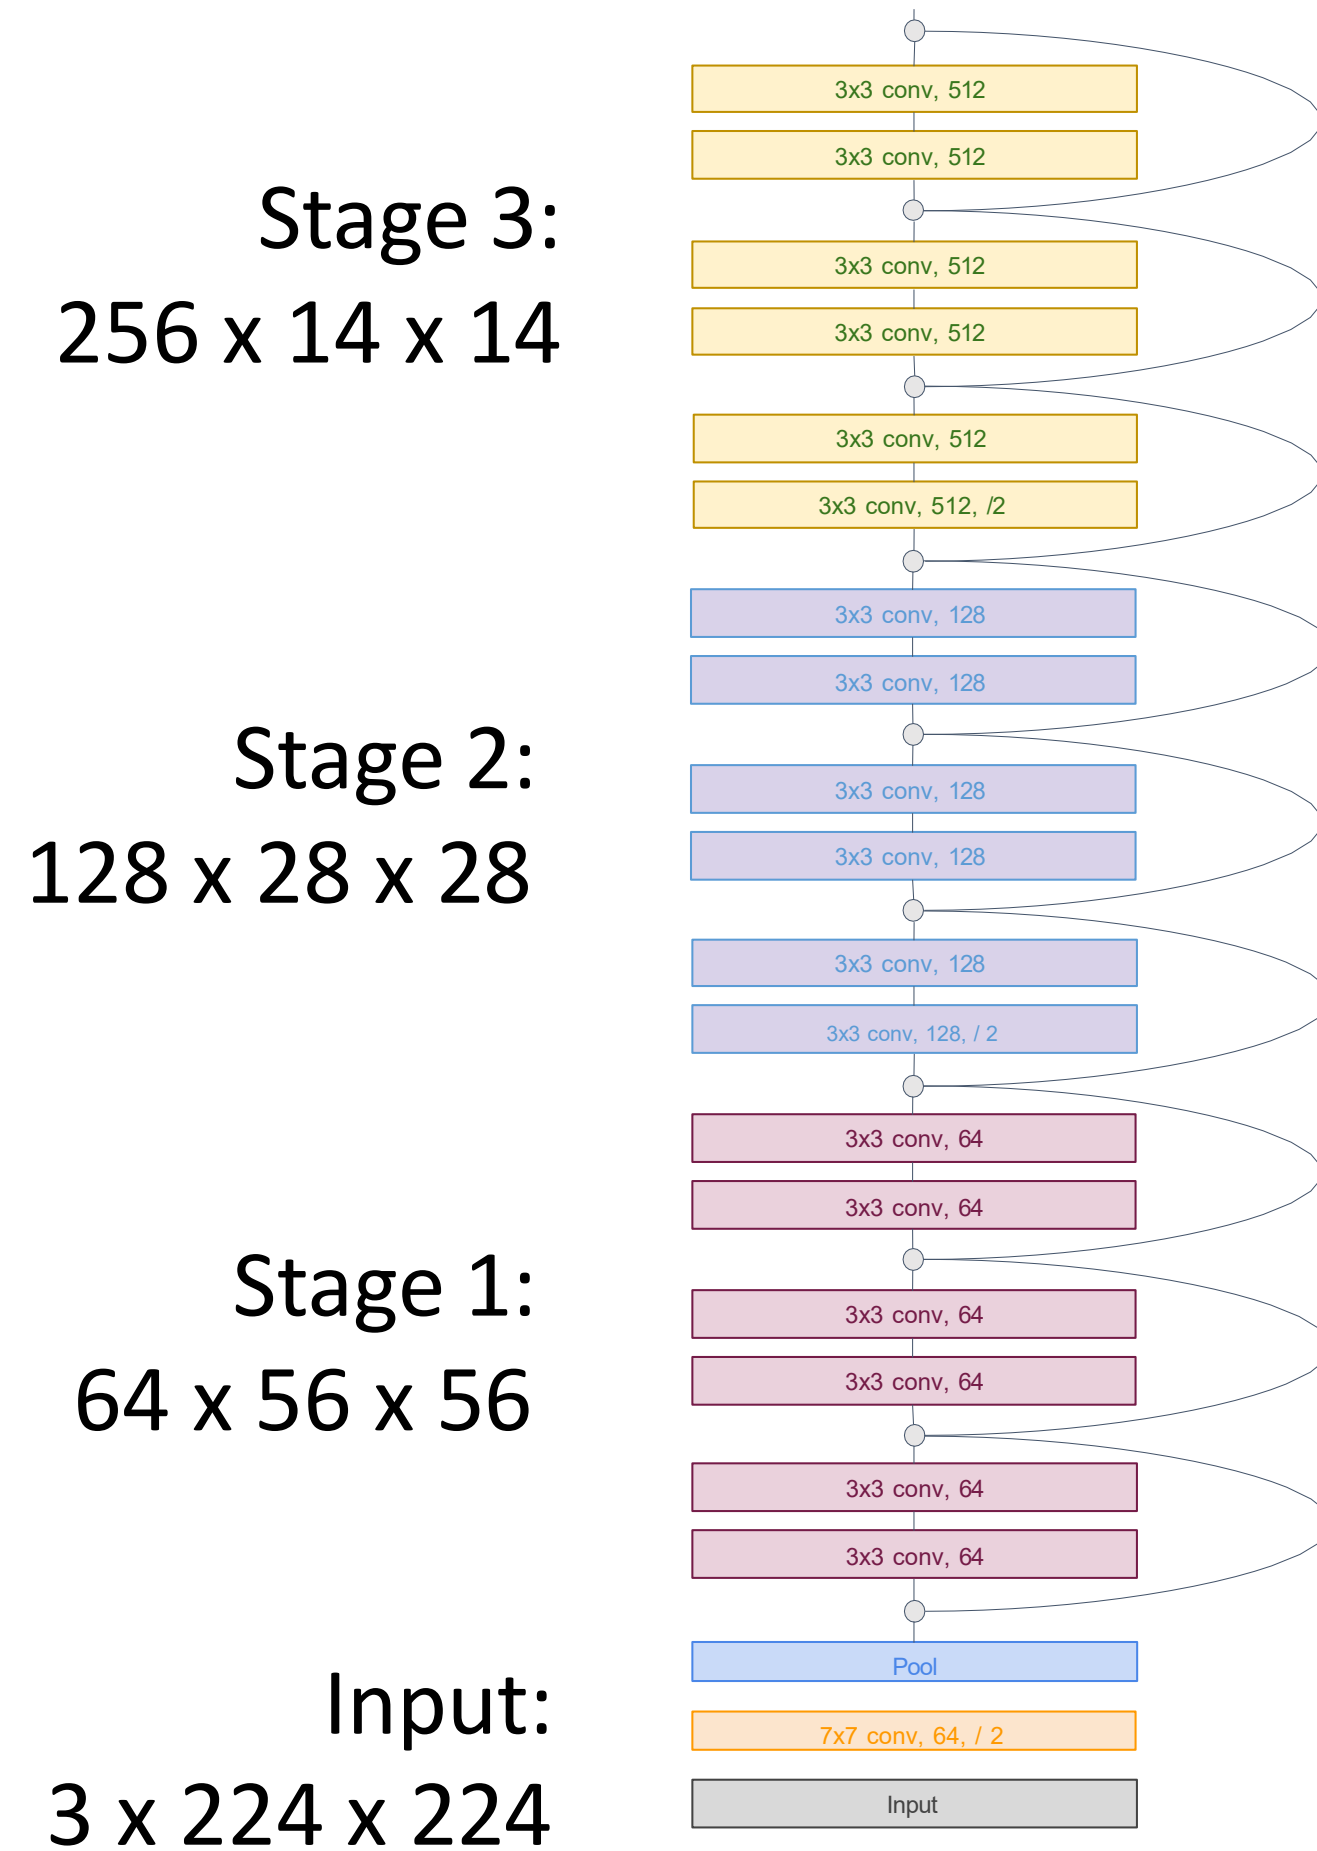 3x3 conv, 512
3x3 conv, 512
Stage 3:
256 x 14 x 14
3x3 conv, 512
3x3 conv, 512
3x3 conv, 512
3x3 conv, 512, /2
3x3 conv, 128
3x3 conv, 128
Stage 2:
128 x 28 x 28
3x3 conv, 128
3x3 conv, 128
3x3 conv, 128
3x3 conv, 128, / 2
3x3 conv, 64
3x3 conv, 64
Stage 1:
64 x 56 x 56
3x3 conv, 64
3x3 conv, 64
3x3 conv, 64
3x3 conv, 64
Input:
3 x 224 x 224
Pool
7x7 conv, 64, / 2
Input